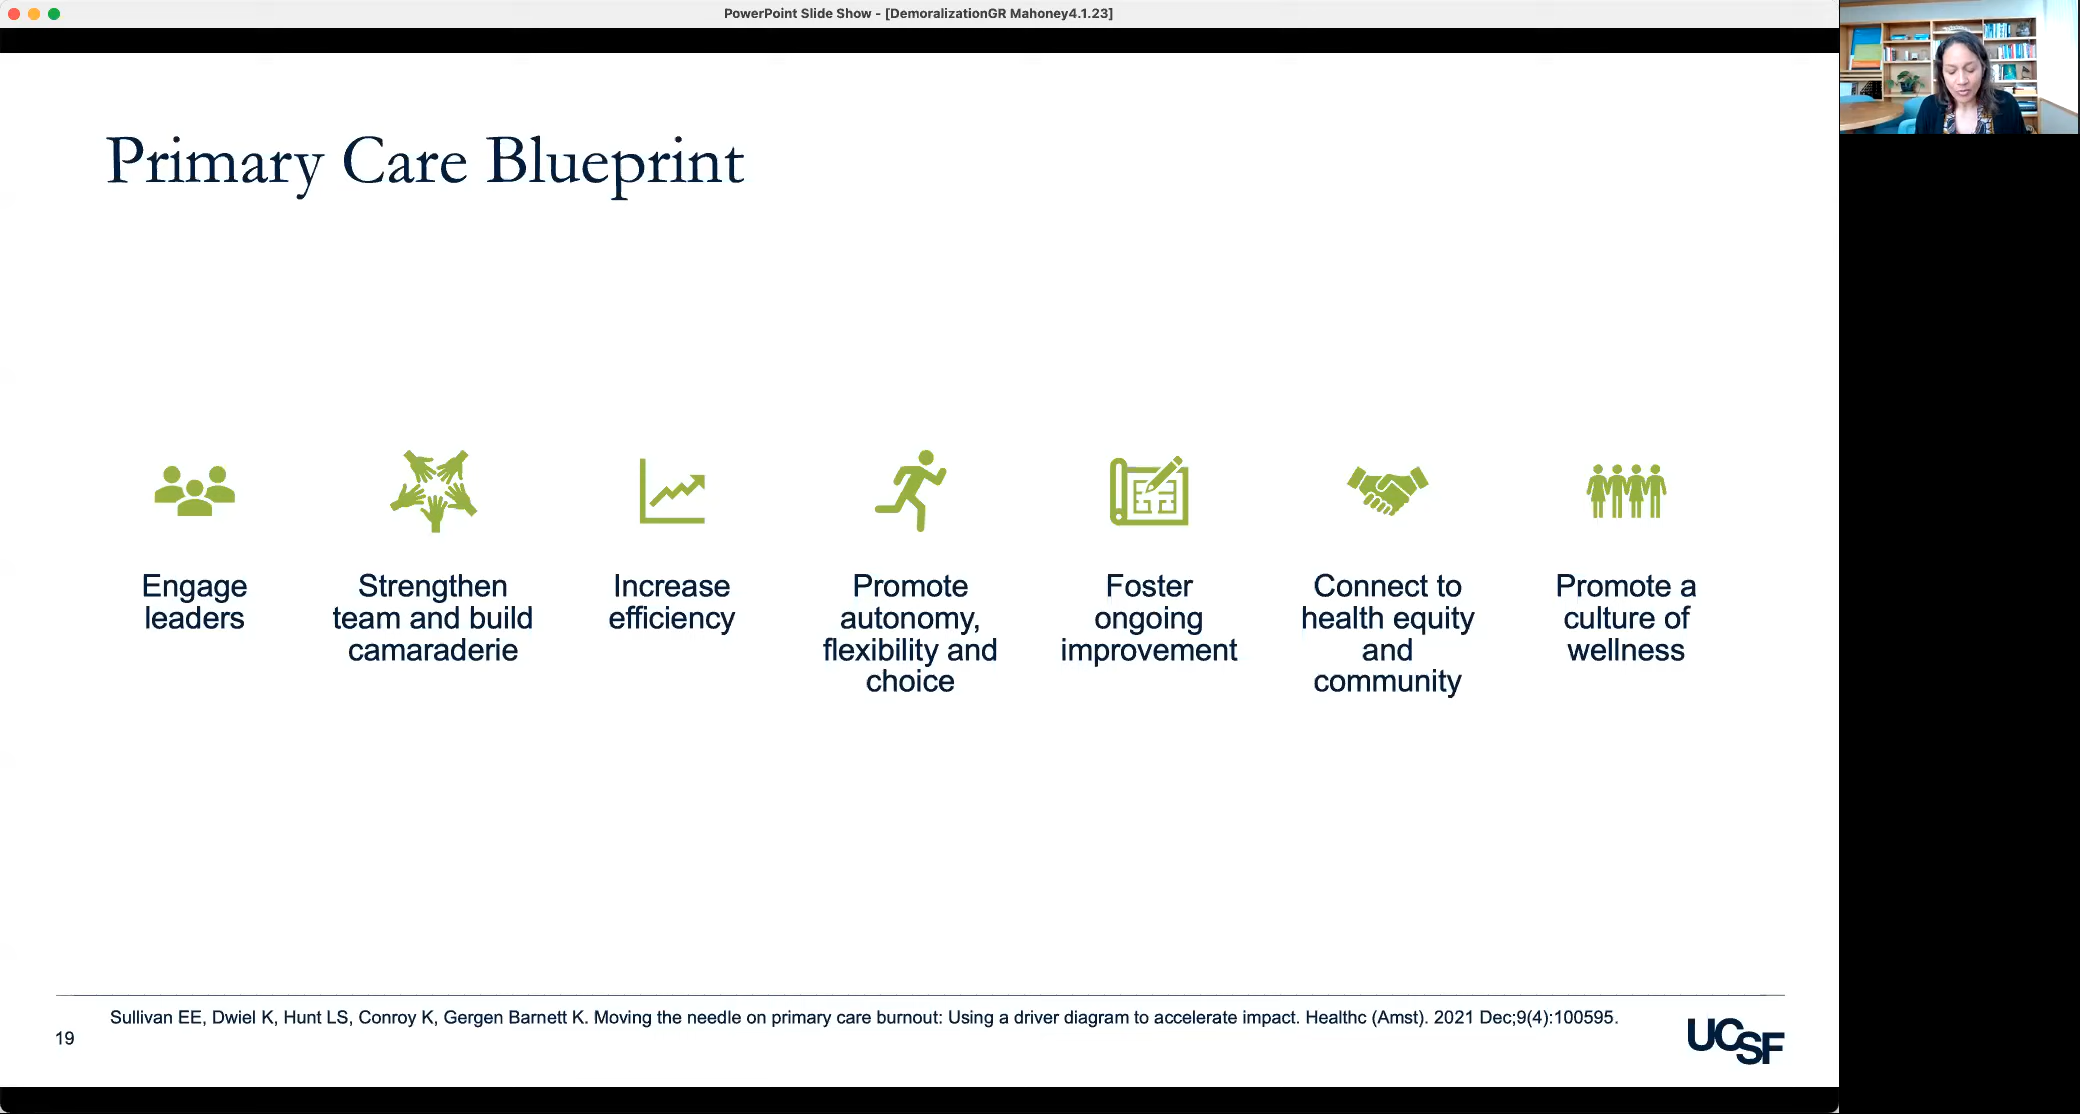 PowerPoint Slide Show - [DemoralizationGR Mahoney4.1.23]
Primary Care Blueprint
Engage
leaders
Strengthen
team and build
camaraderie
Increase
efficiency
Promote
autonomy,
flexibility and
choice
Foster
ongoing
improvement
Connect to
health equity
and
community
Promote a
culture of
wellness
Sullivan EE, Dwiel K, Hunt LS, Conroy K, Gergen Barnett K. Moving the needle on primary care burnout: Using a driver diagram to accelerate impact. Healthc (Amst). 2021 Dec;9(4):100595.
19
UCSF